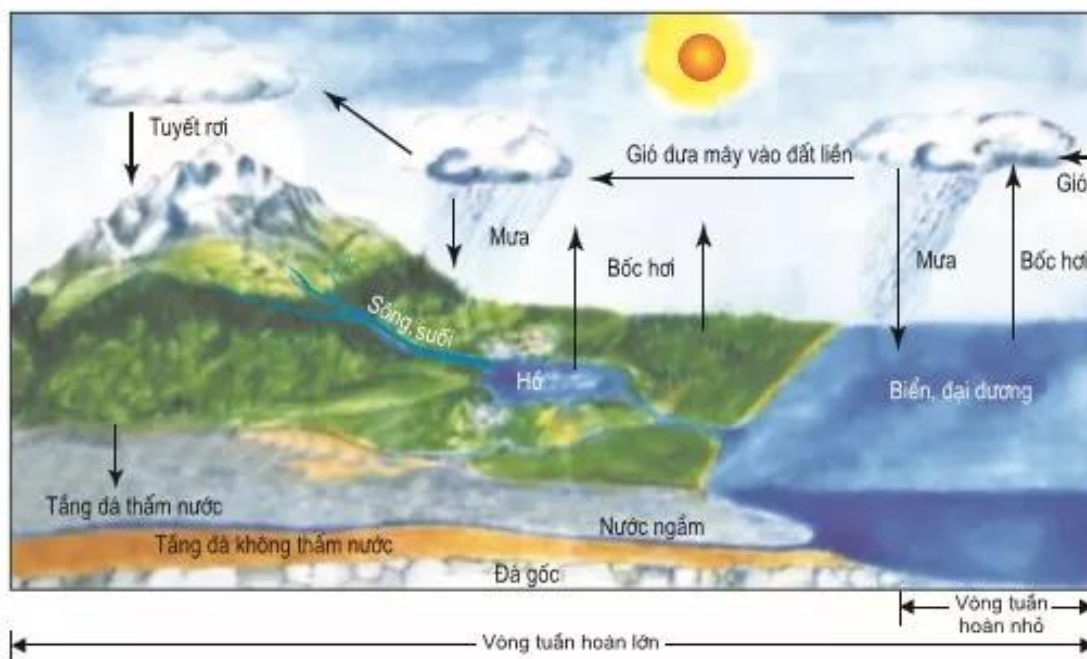 Tuyết rơi
Gió đưa mây vào đất liền
Gió
Mưa
Bốc hơi
Mưa
Bốc hơi
Sông, suối
Hồ
Biển, đại dương
Tầng đá thấm nước
Nước ngầm
Tầng đá không thấm nước
Đá gốc
Vòng tuần
hoàn nhỏ
Vòng tuần hoàn lớn